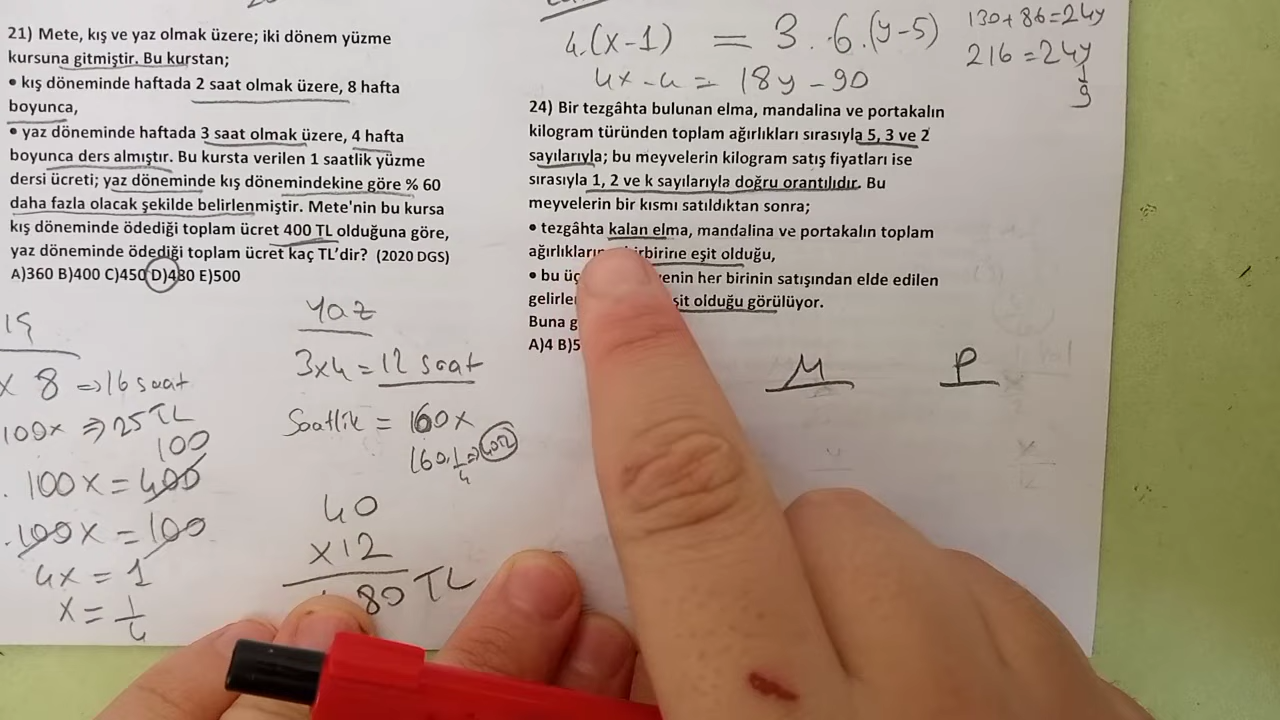 21) Mete, kış ve yaz olmak üzere; iki dönem yüzme
kursuna gitmiştir. Bu kurstan;
• kış döneminde haftada 2 saat olmak üzere, 8 hafta
boyunca,
• yaz döneminde haftada 3 saat olmak üzere, 4 hafta
boyunca ders almıştır. Bu kursta verilen 1 saatlik yüzme
dersi ücreti; yaz döneminde kış dönemindekine göre % 60
daha fazla olacak şekilde belirlenmiştir. Mete'nin bu kursa
kış döneminde ödediği toplam ücret 400 TL olduğuna göre,
yaz döneminde ödediği toplam ücret kaç TL'dir? (2020 DGS)
A)360 B)400 C)450 D)480 E)500
x 8 => 16 saat
100x => 25 TL
100
100x = 400
100x = 100
4x = 1
x = 1/4
Yaz
3x4 = 12 saat
Saatlik = 160x
160.1/4 =>
40
x12
80 TL
4.(x-1) = 3.6.(y-5)
4x-4 = 18y-90
130+86=24y
216=24y
9
24) Bir tezgâhta bulunan elma, mandalina ve portakalın
kilogram türünden toplam ağırlıkları sırasıyla 5, 3 ve 2
sayılarıyla; bu meyvelerin kilogram satış fiyatları ise
sırasıyla 1, 2 ve k sayılarıyla doğru orantılıdır. Bu
meyvelerin bir kısmı satıldıktan sonra;
• tezgâhta kalan elma, mandalina ve portakalın toplam
birbirine eşit olduğu,
• bu her birinin satışından elde edilen
olduğu görülüyor.
Buna
A)4 B)5
M
P